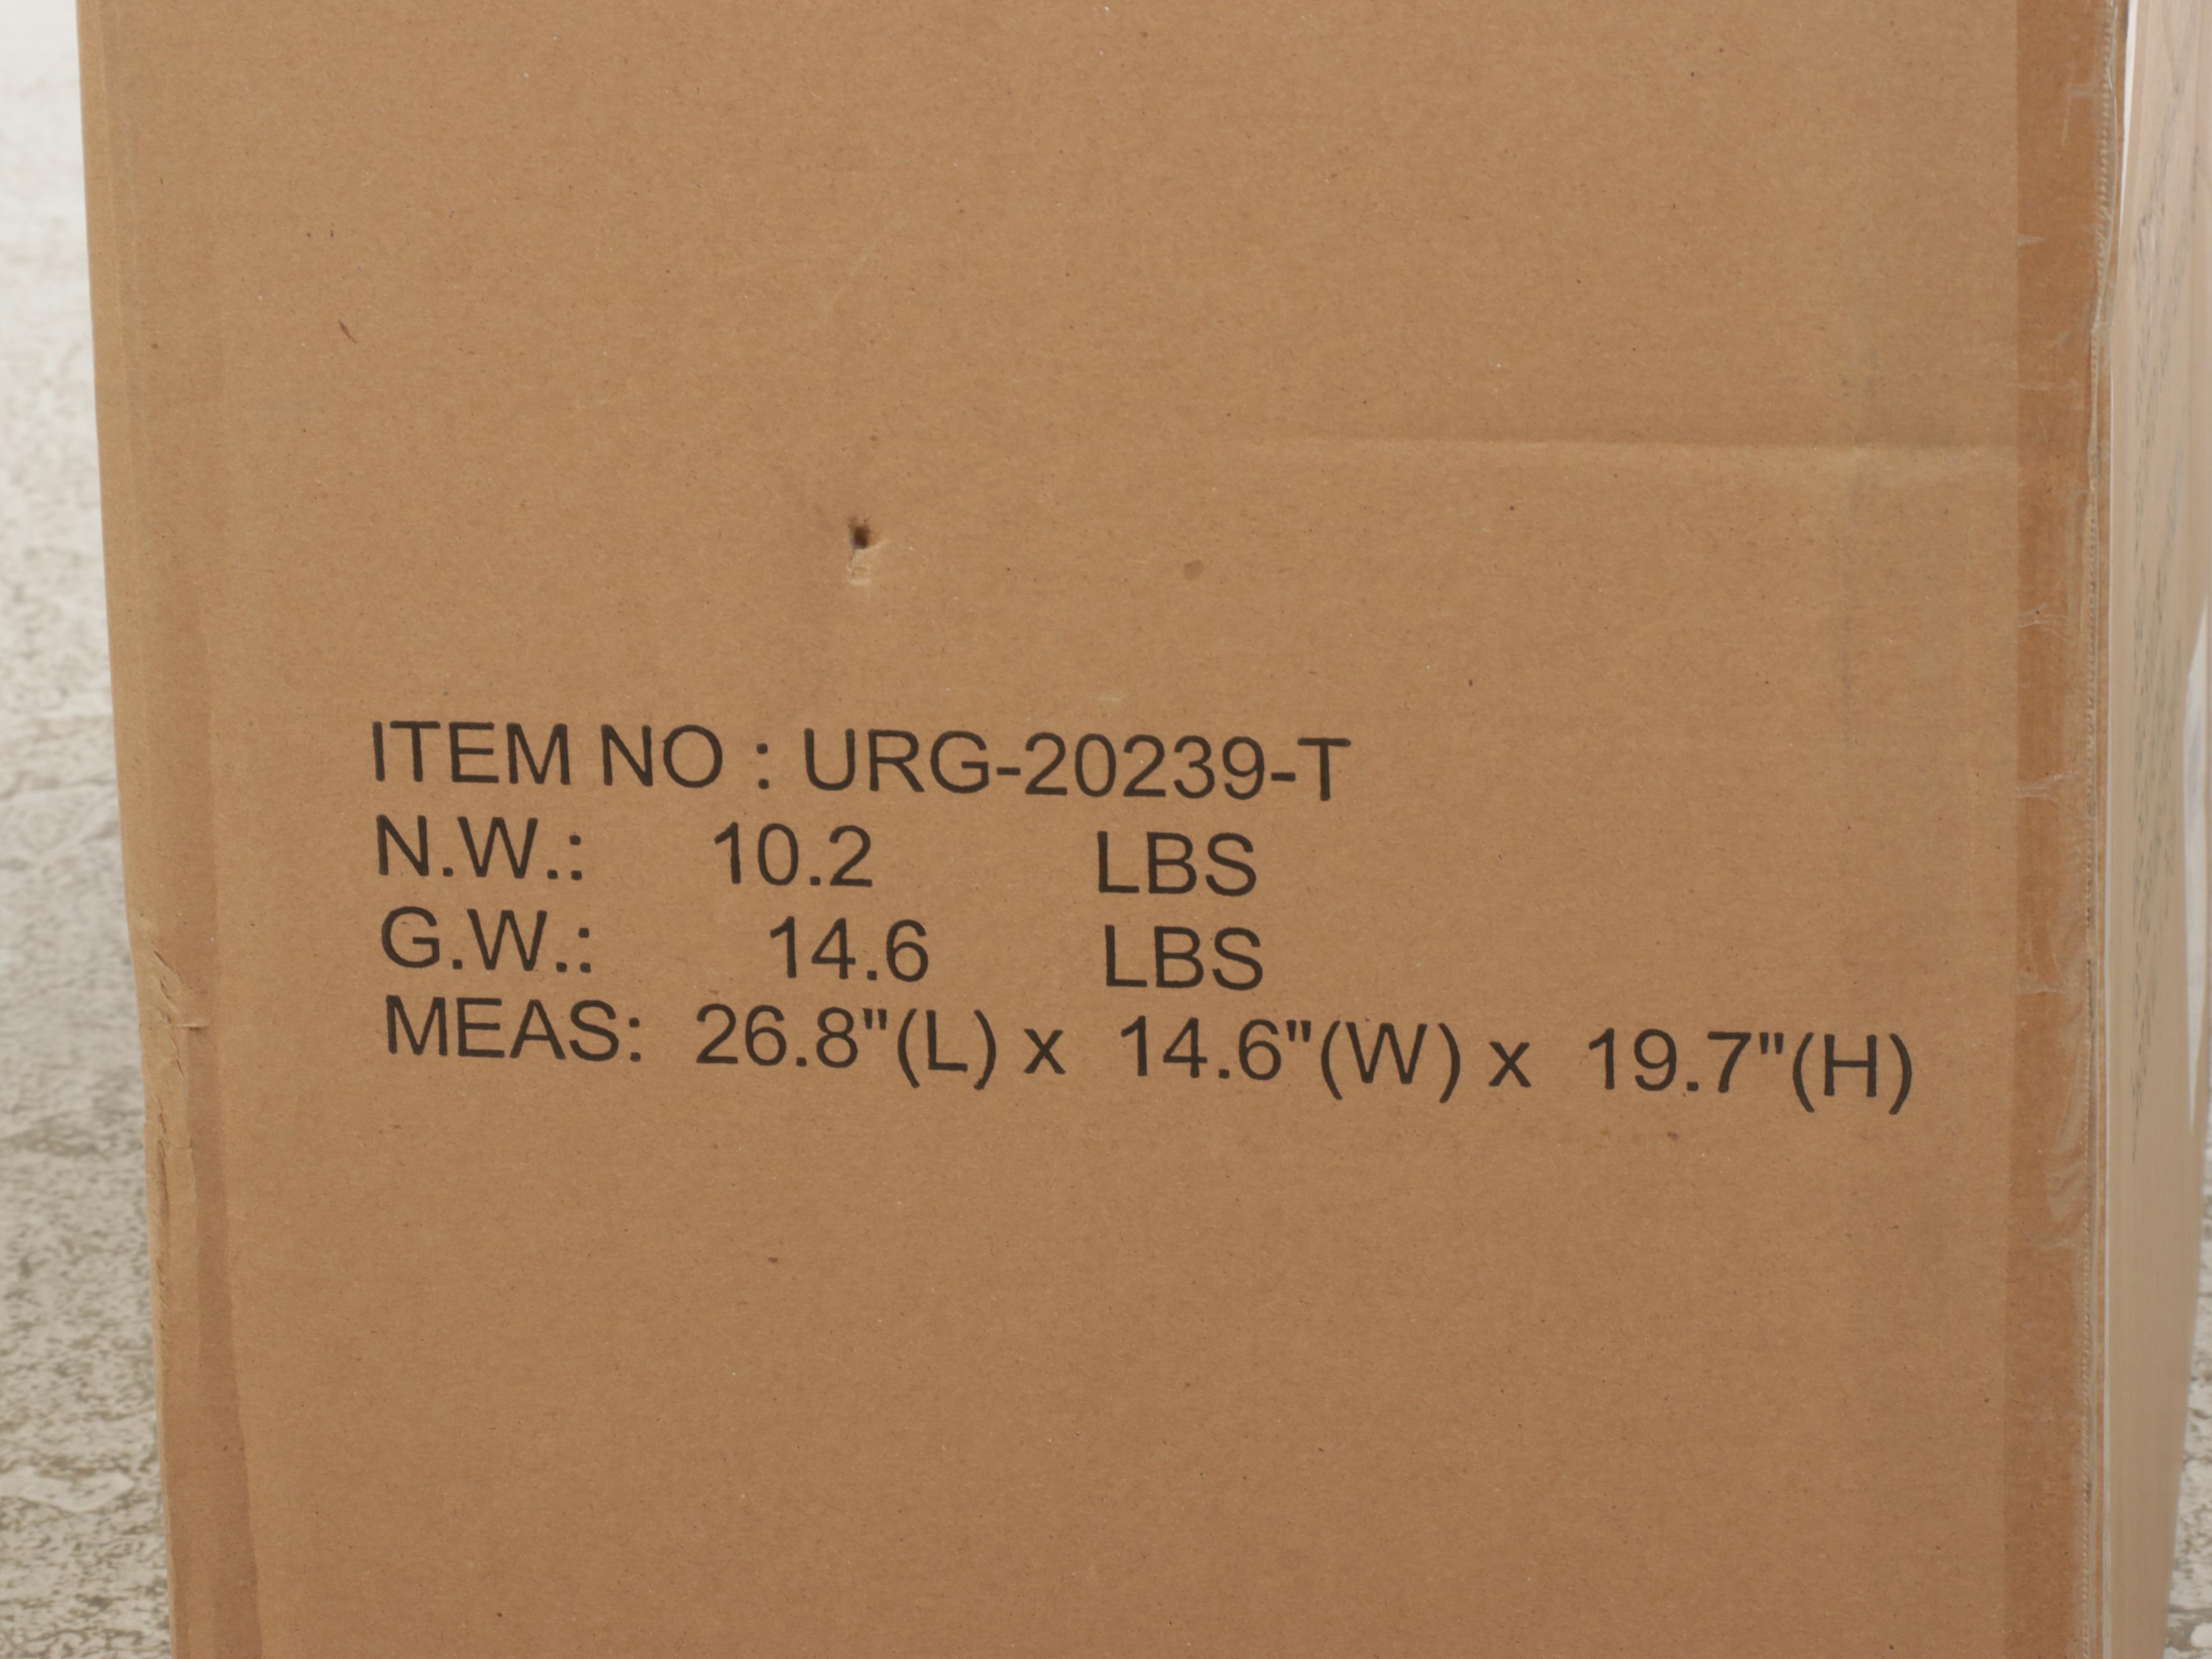 ITEM NO : URG-20239-T
N.W.: 10.2 LBS
G.W.: 14.6 LBS
MEAS: 26.8"(L) x 14.6"(W) x 19.7"(H)